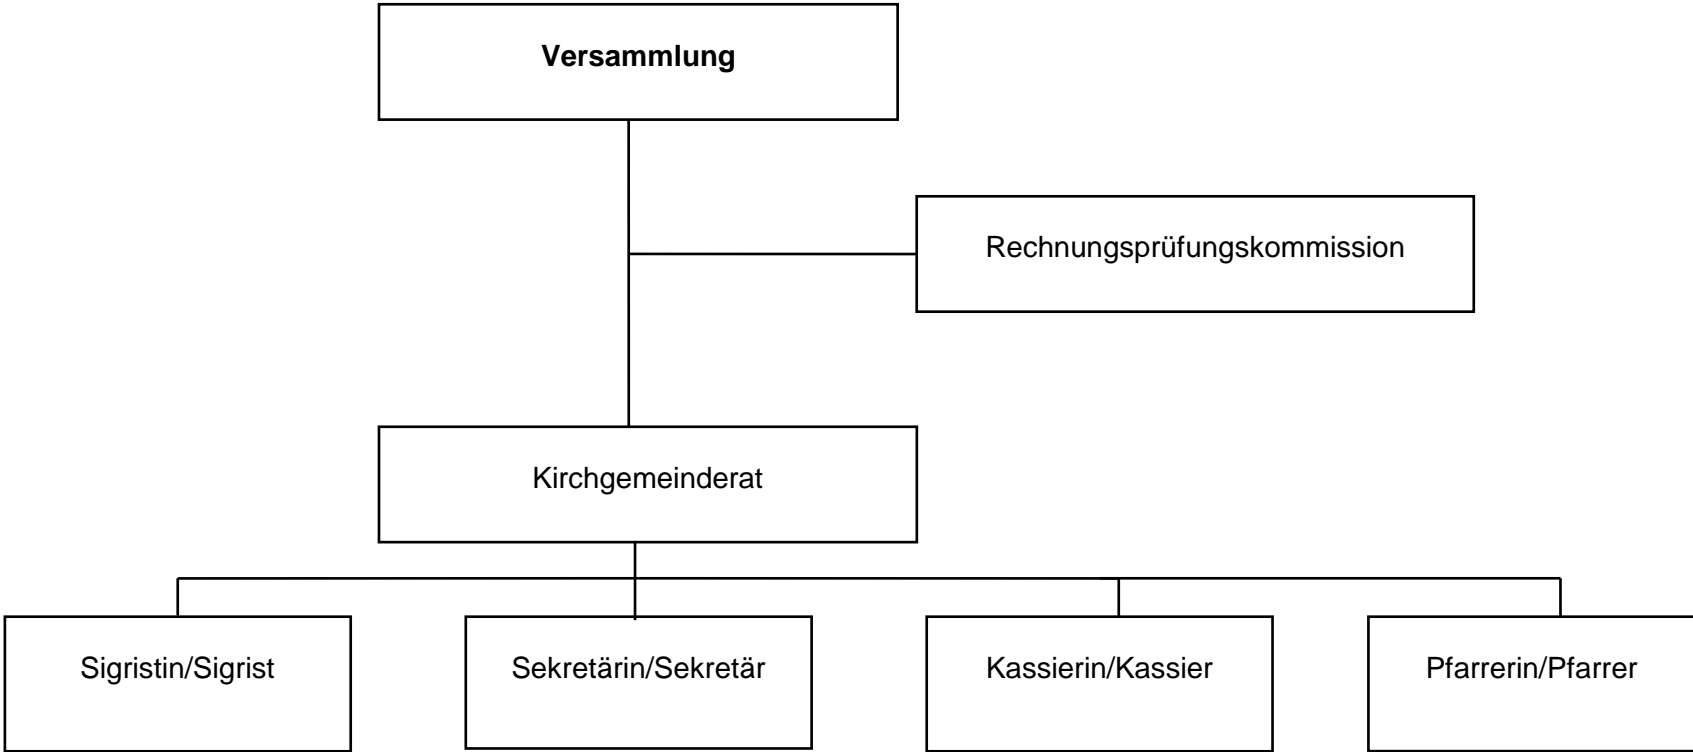 Versammlung
Rechnungsprüfungskommission
Kirchgemeinderat
Sigristin/Sigrist
Sekretärin/Sekretär
Kassierin/Kassier
Pfarrerin/Pfarrer